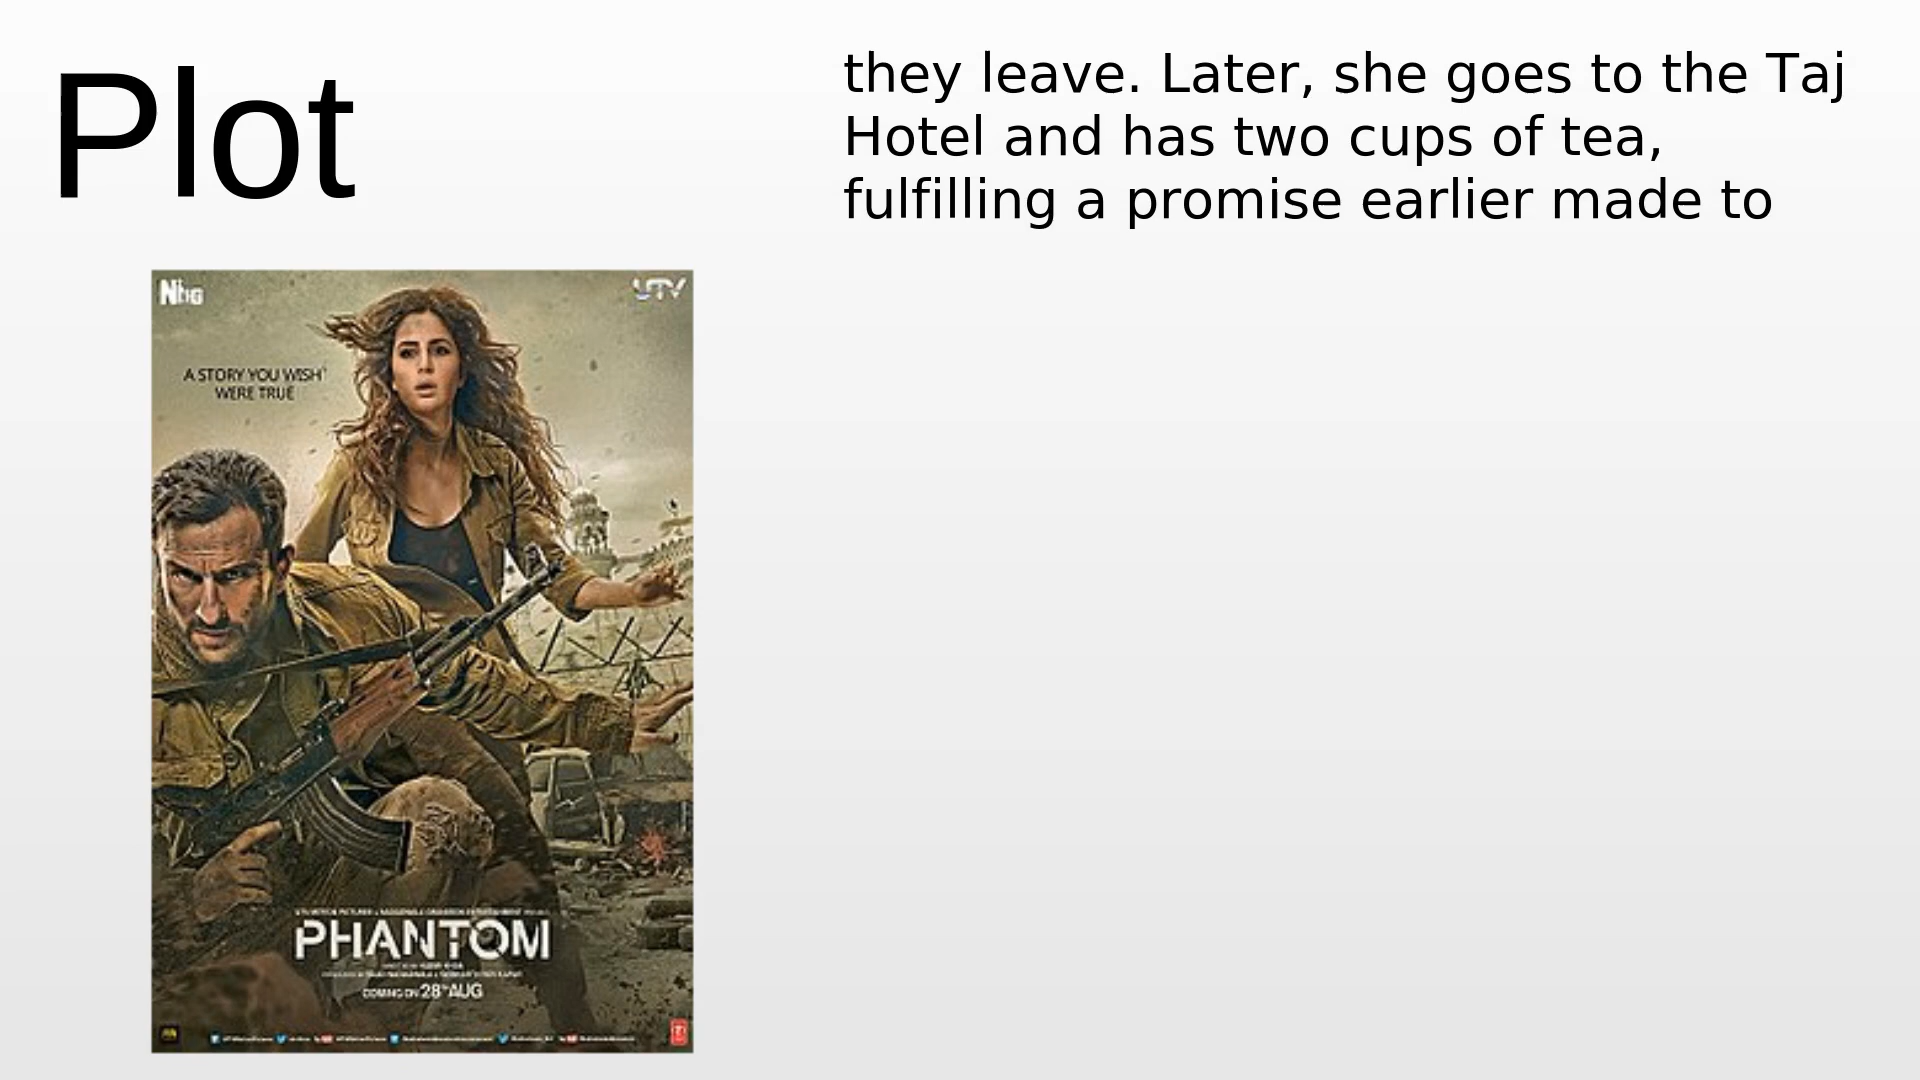 Plot
they leave. Later, she goes to the Taj
Hotel and has two cups of tea,
fulfilling a promise earlier made to
UTV
A STORY YOU WISH
WERE TRUE
PHANTOM
COMING ON 28TH AUG